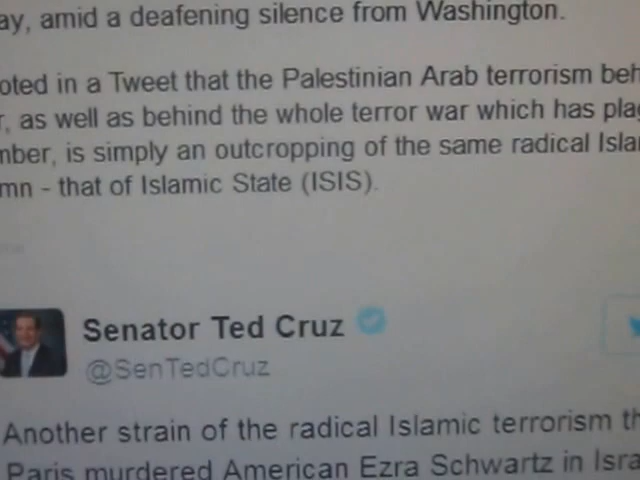 ay, amid a deafening silence from Washington.
oted in a Tweet that the Palestinian Arab terrorism beh
r, as well as behind the whole terror war which has pla
mber, is simply an outcropping of the same radical Isla
mn - that of Islamic State (ISIS).
Senator Ted Cruz
@SenTedCruz
Another strain of the radical Islamic terrorism th
Paris murdered American Ezra Schwartz in Isra